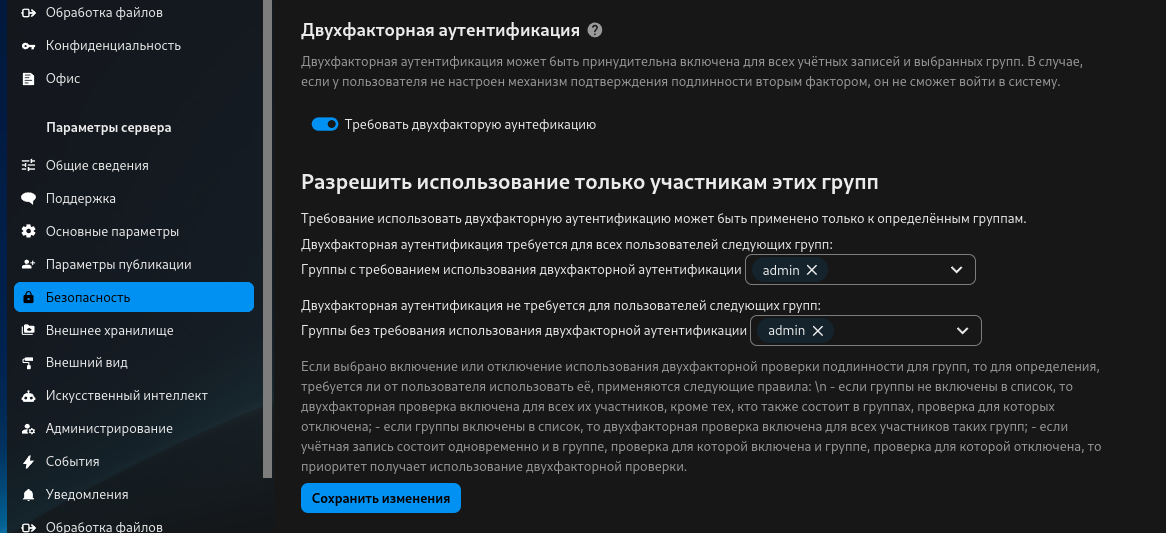 Обработка файлов
Конфиденциальность
Офис
Параметры сервера
Общие сведения
Поддержка
Основные параметры
Параметры публикации
Безопасность
Внешнее хранилище
Внешний вид
Искусственный интеллект
Администрирование
События
Уведомления
Обработка файлов
Двухфакторная аутентификация ?
Двухфакторная аутентификация может быть принудительна включена для всех учётных записей и выбранных групп. В случае,
если у пользователя не настроен механизм подтверждения подлинности вторым фактором, он не сможет войти в систему.
Требовать двухфакторую аунтефикацию
Разрешить использование только участникам этих групп
Требование использовать двухфакторную аутентификацию может быть применено только к определённым группам.
Двухфакторная аутентификация требуется для всех пользователей следующих групп:
Группы с требованием использования двухфакторной аутентификации admin
Двухфакторная аутентификация не требуется для пользователей следующих групп:
Группы без требования использования двухфакторной аутентификации admin
Если выбрано включение или отключение использования двухфакторной проверки подлинности для групп, то для определения,
требуется ли от пользователя использовать её, применяются следующие правила: \n - если группы не включены в список, то
двухфакторная проверка включена для всех их участников, кроме тех, кто также состоит в группах, проверка для которых
отключена; - если группы включены в список, то двухфакторная проверка включена для всех участников таких групп; - если
учётная запись состоит одновременно и в группе, проверка для которой включена и группе, проверка для которой отключена, то
приоритет получает использование двухфакторной проверки.
Сохранить изменения